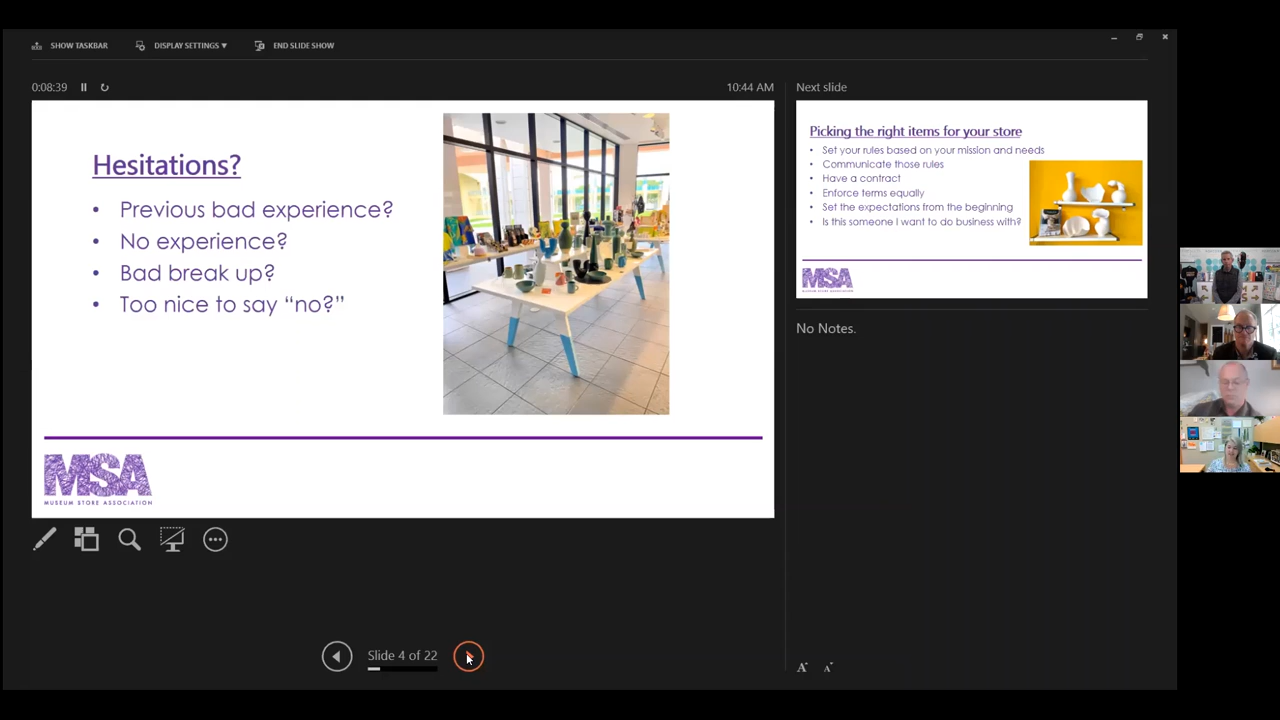 SHOW TASKBAR
DISPLAY SETTINGS ▼
END SLIDE SHOW
0:08:39
10:44 AM
Hesitations?
• Previous bad experience?
• No experience?
• Bad break up?
• Too nice to say “no?”
MSA
MUSEUM STORE ASSOCIATION
Slide 4 of 22
Next slide
Picking the right items for your store
• Set your rules based on your mission and needs
• Communicate those rules
• Have a contract
• Enforce terms equally
• Set the expectations from the beginning
• Is this someone I want to do business with?
MSA
No Notes.
A A